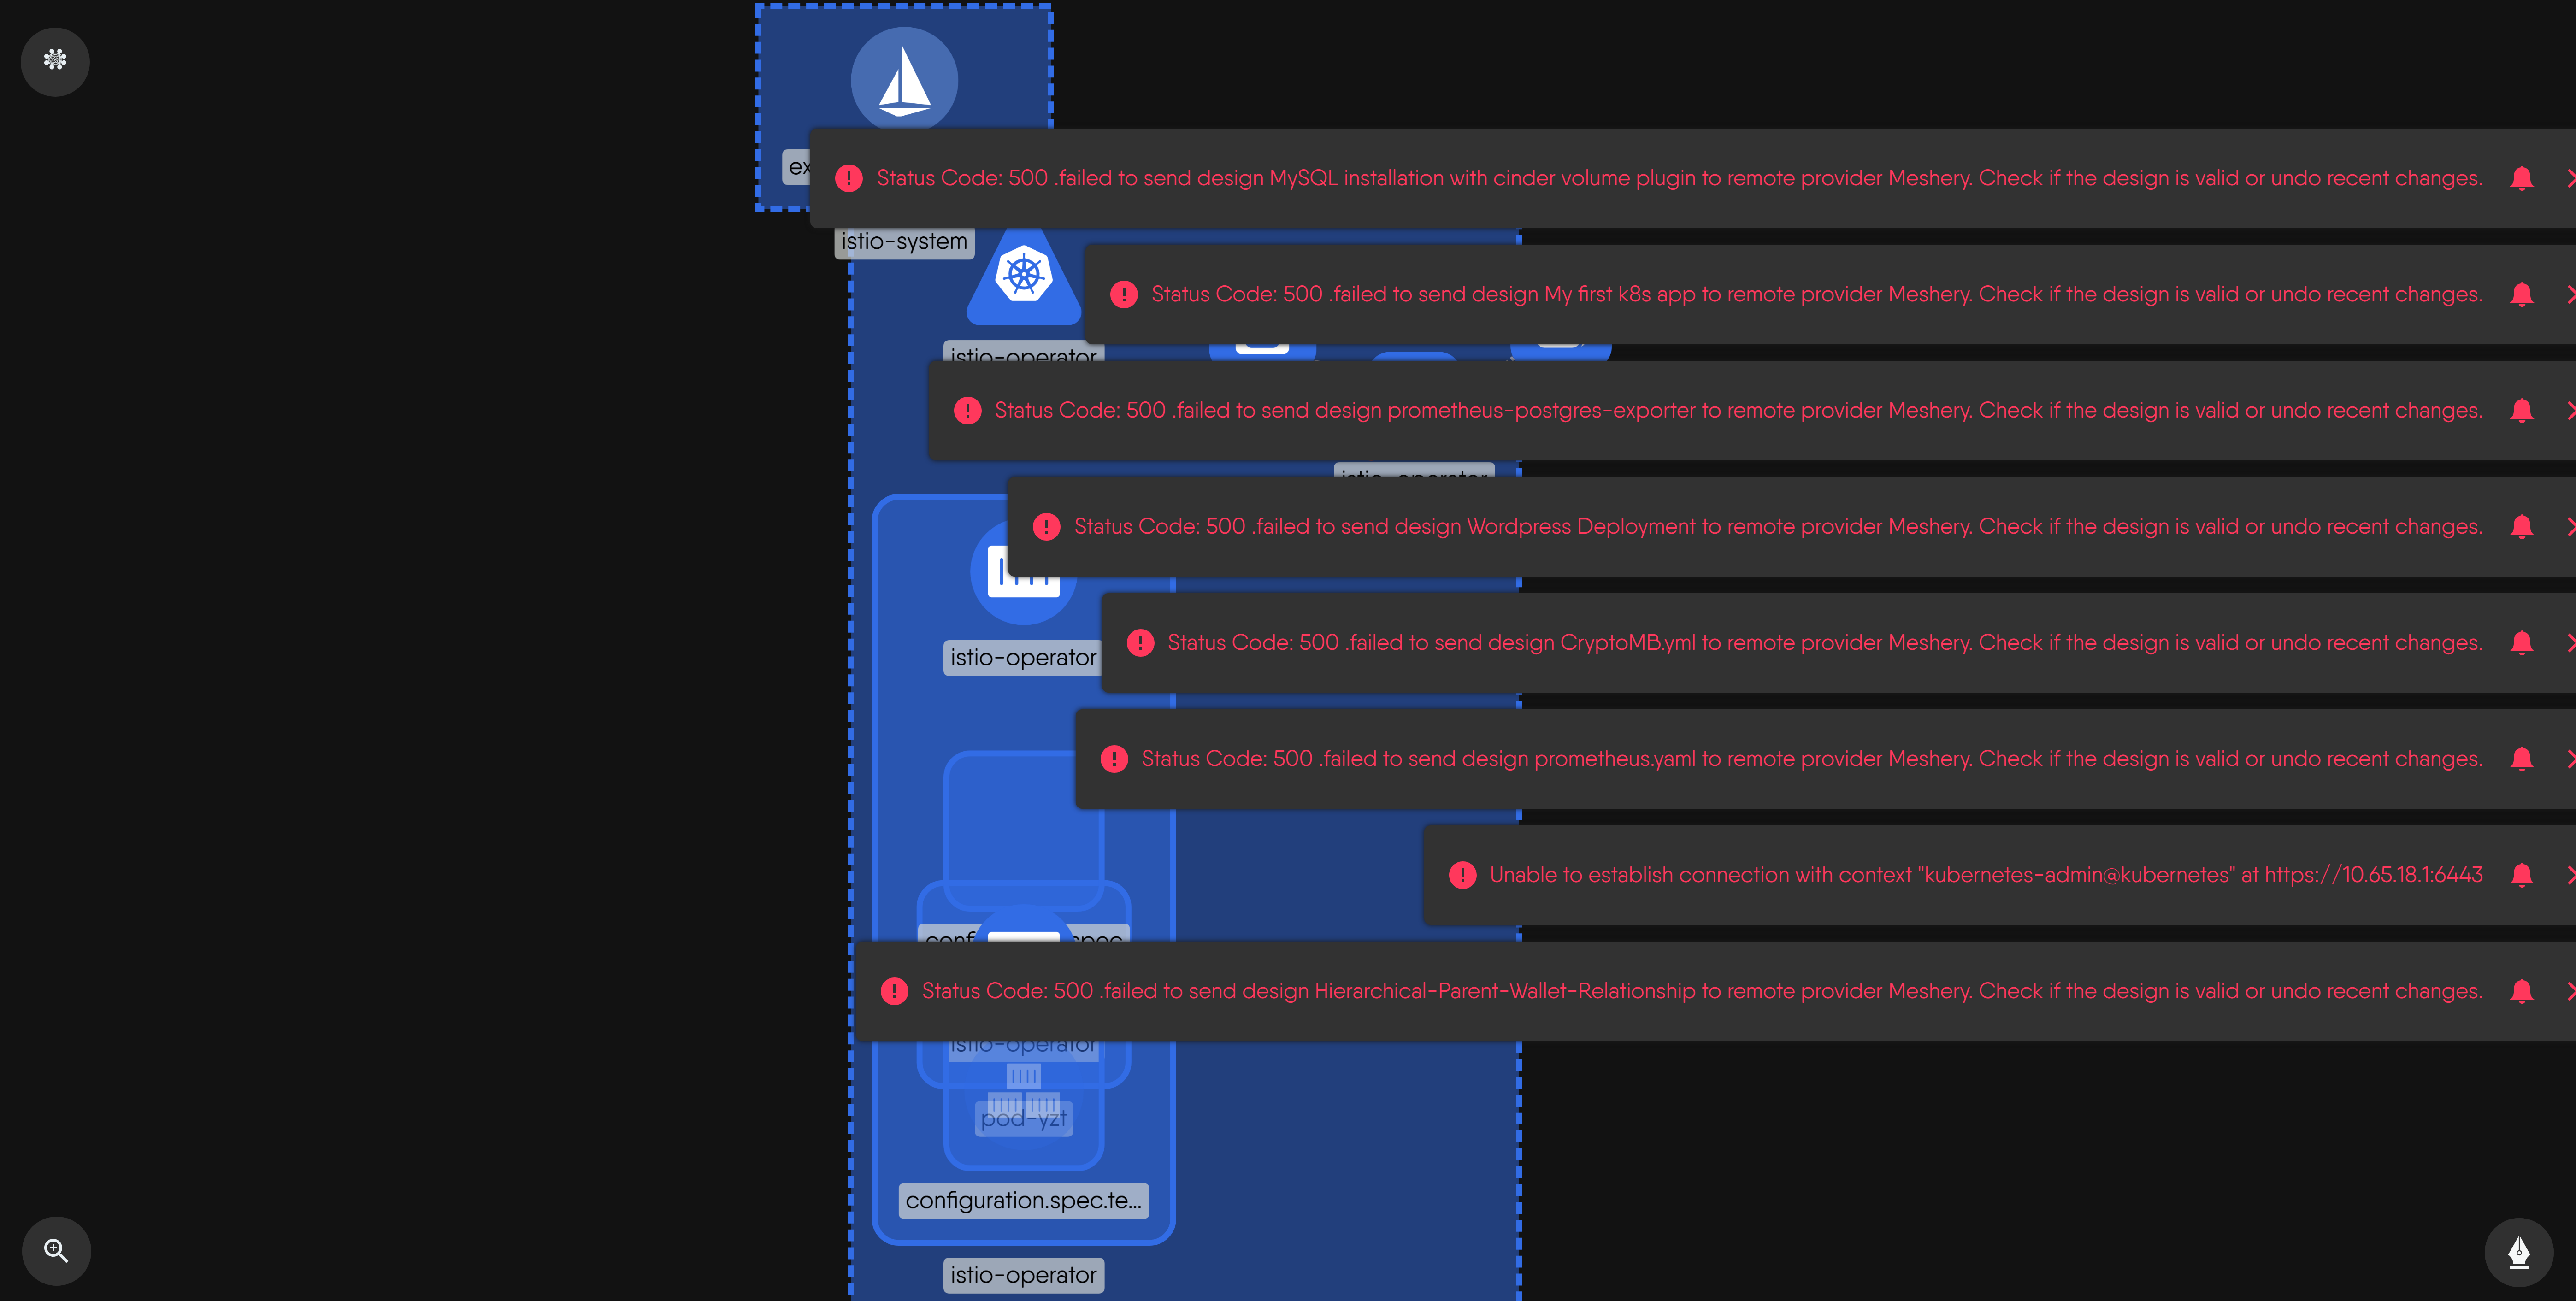 ex
Status Code: 500 .failed to send design MySQL installation with cinder volume plugin to remote provider Meshery. Check if the design is valid or undo recent changes.
istio-system
Status Code: 500 .failed to send design My first k8s app to remote provider Meshery. Check if the design is valid or undo recent changes.
istio-operator
Status Code: 500 .failed to send design prometheus-postgres-exporter to remote provider Meshery. Check if the design is valid or undo recent changes.
istio-operator
Status Code: 500 .failed to send design Wordpress Deployment to remote provider Meshery. Check if the design is valid or undo recent changes.
Status Code: 500 .failed to send design CryptoMB.yml to remote provider Meshery. Check if the design is valid or undo recent changes.
istio-operator
Status Code: 500 .failed to send design prometheus.yaml to remote provider Meshery. Check if the design is valid or undo recent changes.
Unable to establish connection with context "kubernetes-admin@kubernetes" at https://10.65.18.1:6443
Status Code: 500 .failed to send design Hierarchical-Parent-Wallet-Relationship to remote provider Meshery. Check if the design is valid or undo recent changes.
istio-operator
pod-yzt
configuration.spec.te...
istio-operator